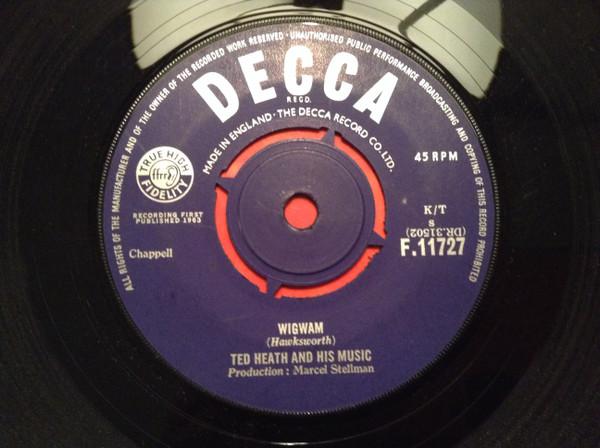 ALL RIGHTS OF THE MANUFACTURER AND OF THE OWNER OF THE RECORDED WORK RESERVED · UNAUTHORISED PUBLIC PERFORMANCE BROADCASTING AND COPYING OF THIS RECORD PROHIBITED
DECCA
REGD.
MADE IN ENGLAND · THE DECCA RECORD CO. LTD.
TRUE HIGH
ffrr
FIDELITY
45 RPM
RECORDING FIRST
PUBLISHED 1963
K/T
S
(DR.31502)
F.11727
Chappell
WIGWAM
(Hawksworth)
TED HEATH AND HIS MUSIC
Production : Marcel Stellman